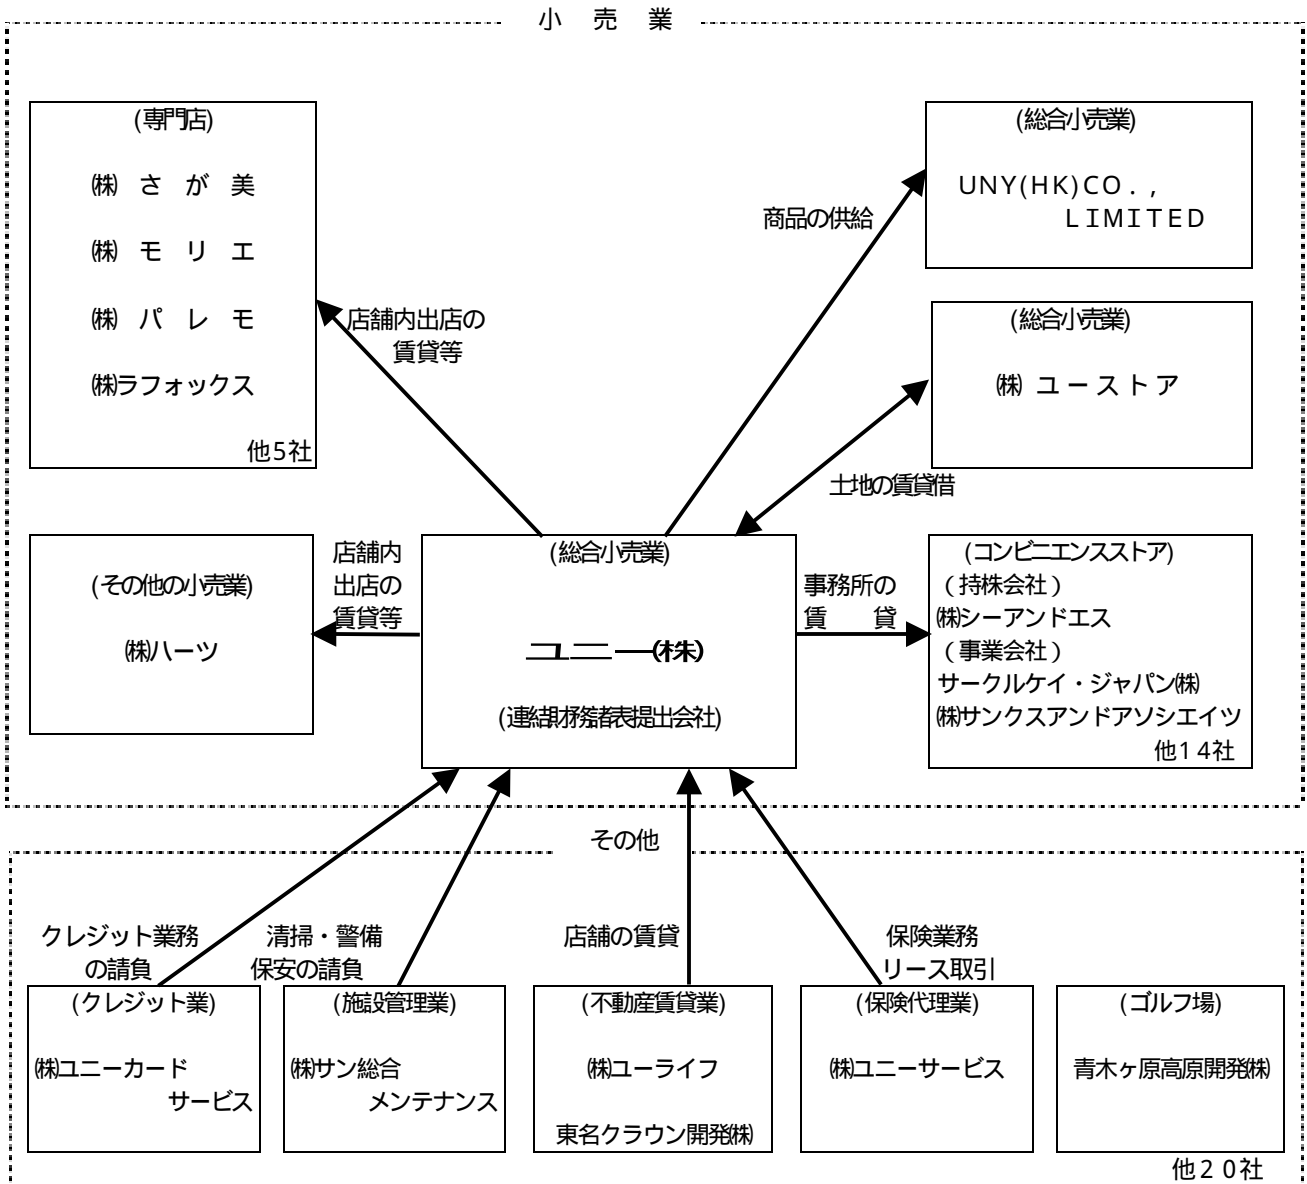 小 売 業
(専門店)
㈱ さ が 美
㈱ モ リ エ
㈱ パ レ モ
㈱ラフォックス
他5社
(総合小売業)
UNY(HK)CO.,
LIMITED
商品の供給
店舗内出店の
賃貸等
(総合小売業)
㈱ ユーストア
土地の賃貸借
(その他の小売業)
㈱ハーツ
店舗内
出店の
賃貸等
(総合小売業)
ユニー㈱
(連結財務諸表提出会社)
事務所の
賃 貸
(コンビニエンスストア)
(持株会社)
㈱シーアンドエス
(事業会社)
サークルケイ・ジャパン㈱
㈱サンクスアンドアソシエイツ
他14社
その他
クレジット業務
の請負
清掃・警備
保安の請負
店舗の賃貸
保険業務
リース取引
(クレジット業)
㈱ユニーカード
サービス
(施設管理業)
㈱サン総合
メンテナンス
(不動産賃貸業)
㈱ユーライフ
東名クラウン開発㈱
(保険代理業)
㈱ユニーサービス
(ゴルフ場)
青木ヶ原高原開発㈱
他20社